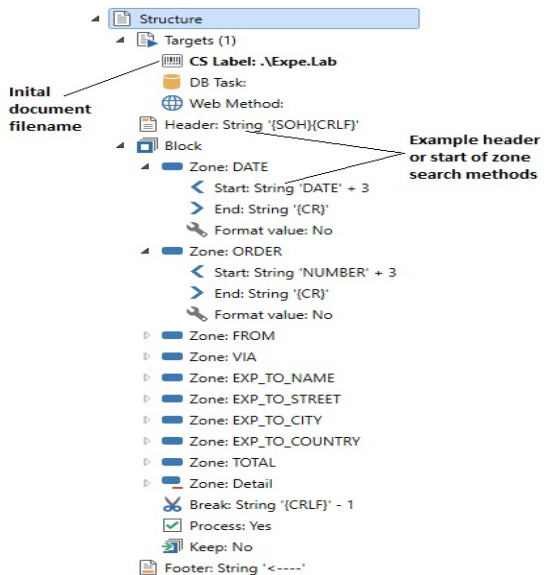 Structure
Targets (1)
CS Label: .\Expe.Lab
DB Task:
Inital
document
filename
Web Method:
Header: String '{SOH}{CRLF}'
Example header
or start of zone
search methods
Block
Zone: DATE
Start: String 'DATE' + 3
End: String '{CR}'
Format value: No
Zone: ORDER
Start: String 'NUMBER' + 3
End: String '{CR}'
Format value: No
Zone: FROM
Zone: VIA
Zone: EXP_TO_NAME
Zone: EXP_TO_STREET
Zone: EXP_TO_CITY
Zone: EXP_TO_COUNTRY
Zone: TOTAL
Zone: Detail
Break: String '{CRLF}' - 1
Process: Yes
Keep: No
Footer: String '<----'